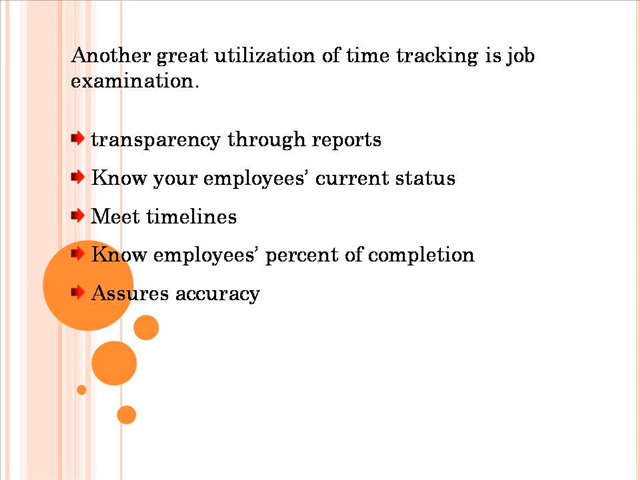 Another great utilization of time tracking is job
examination.
transparency through reports
Know your employees’ current status
Meet timelines
Know employees’ percent of completion
Assures accuracy